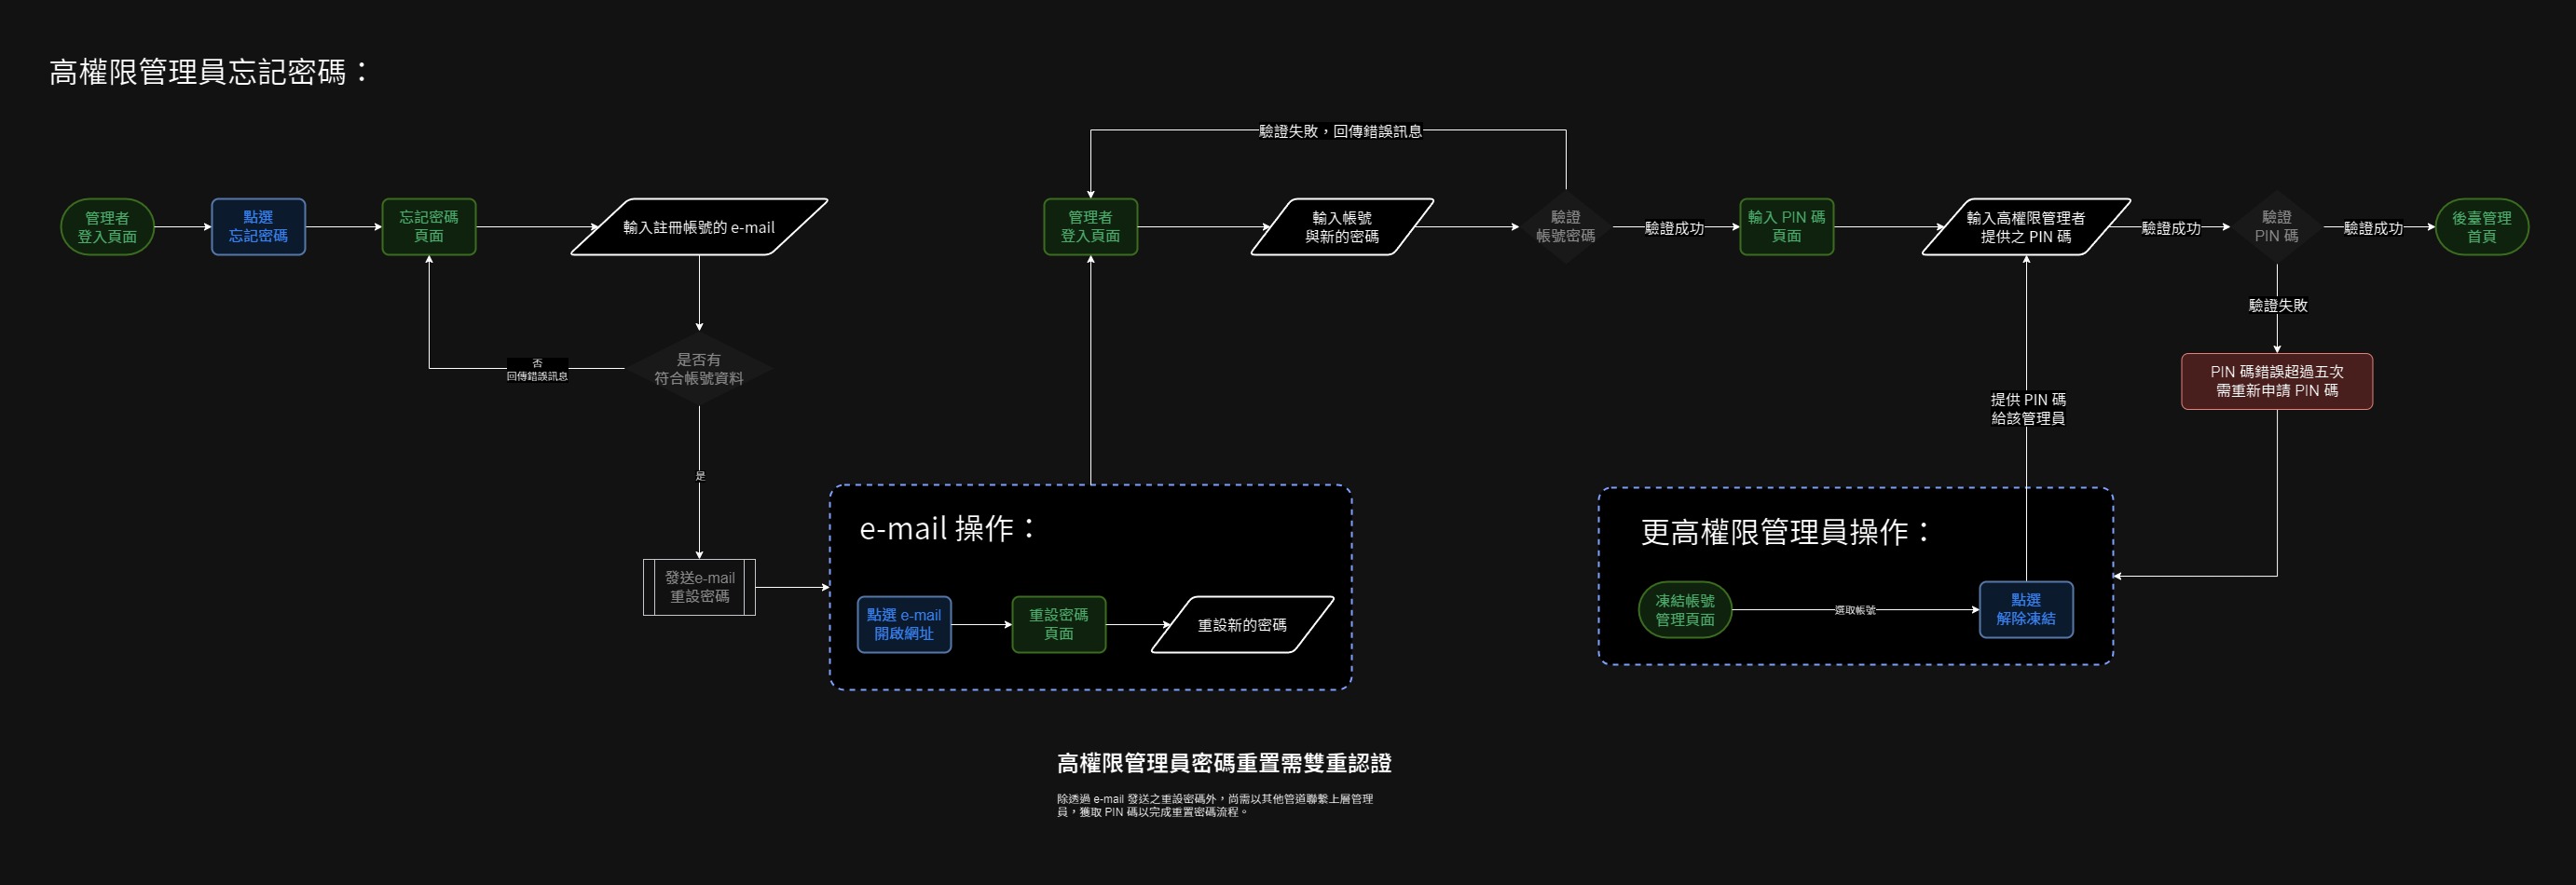 高權限管理員忘記密碼：
管理者
登入頁面
點選
忘記密碼
忘記密碼
頁面
輸入註冊帳號的 e-mail
是否有
符合帳號資料
否
回傳錯誤訊息
是
發送e-mail
重設密碼
e-mail 操作：
點選 e-mail
開啟網址
重設密碼
頁面
重設新的密碼
管理者
登入頁面
輸入帳號
與新的密碼
驗證
帳號密碼
驗證失敗，回傳錯誤訊息
驗證成功
輸入 PIN 碼
頁面
輸入高權限管理者
提供之 PIN 碼
驗證成功
驗證
PIN 碼
驗證成功
後臺管理
首頁
驗證失敗
PIN 碼錯誤超過五次
需重新申請 PIN 碼
提供 PIN 碼
給該管理員
更高權限管理員操作：
凍結帳號
管理頁面
選取帳號
點選
解除凍結
高權限管理員密碼重置需雙重認證
除透過 e-mail 發送之重設密碼外，尚需以其他管道聯繫上層管理
員，獲取 PIN 碼以完成重置密碼流程。